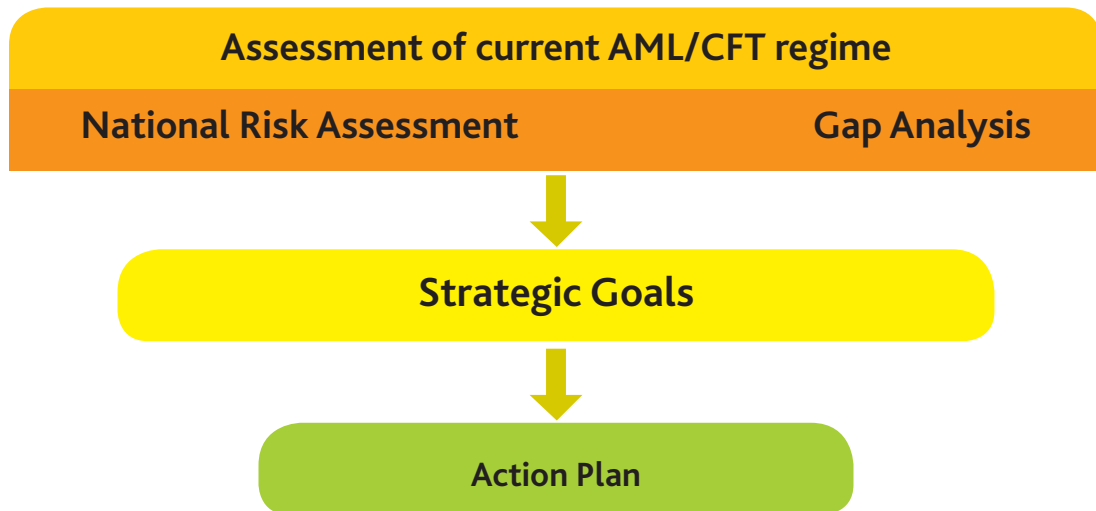 Assessment of current AML/CFT regime
National Risk Assessment Gap Analysis
Strategic Goals
Action Plan